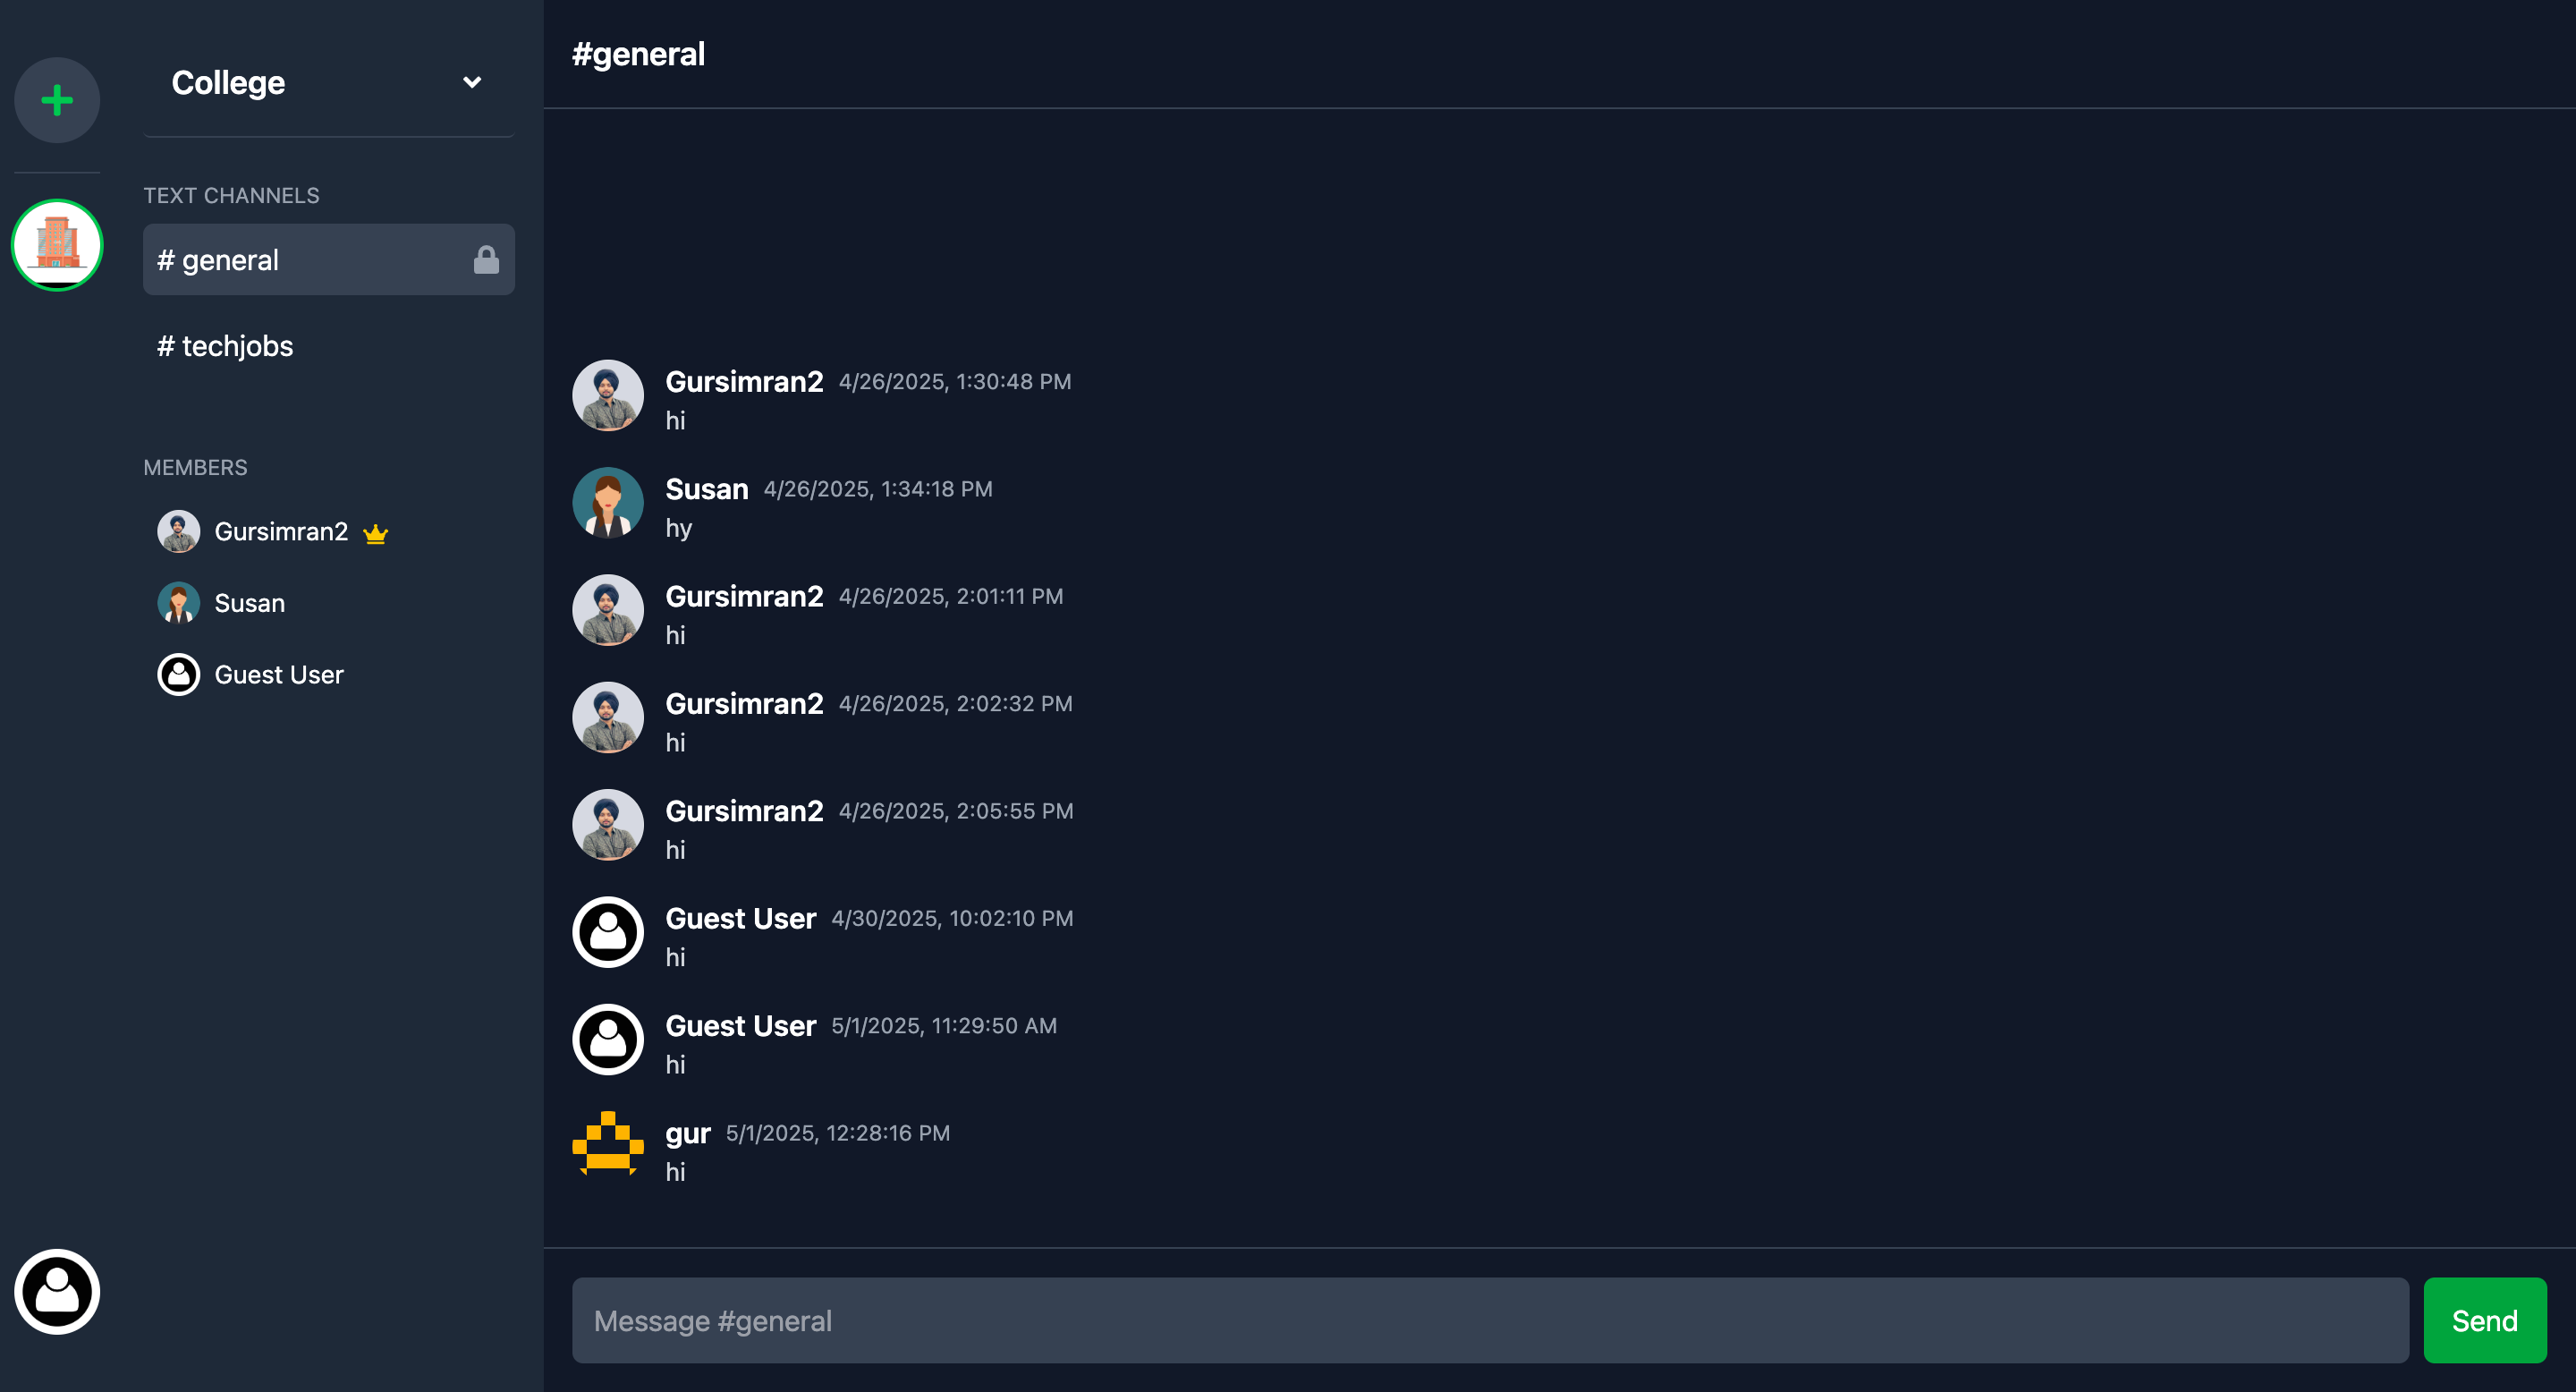 College
TEXT CHANNELS
# general
# techjobs
MEMBERS
Gursimran2
Susan
Guest User
#general
Gursimran2 4/26/2025, 1:30:48 PM
hi
Susan 4/26/2025, 1:34:18 PM
hy
Gursimran2 4/26/2025, 2:01:11 PM
hi
Gursimran2 4/26/2025, 2:02:32 PM
hi
Gursimran2 4/26/2025, 2:05:55 PM
hi
Guest User 4/30/2025, 10:02:10 PM
hi
Guest User 5/1/2025, 11:29:50 AM
hi
gur 5/1/2025, 12:28:16 PM
hi
Message #general
Send